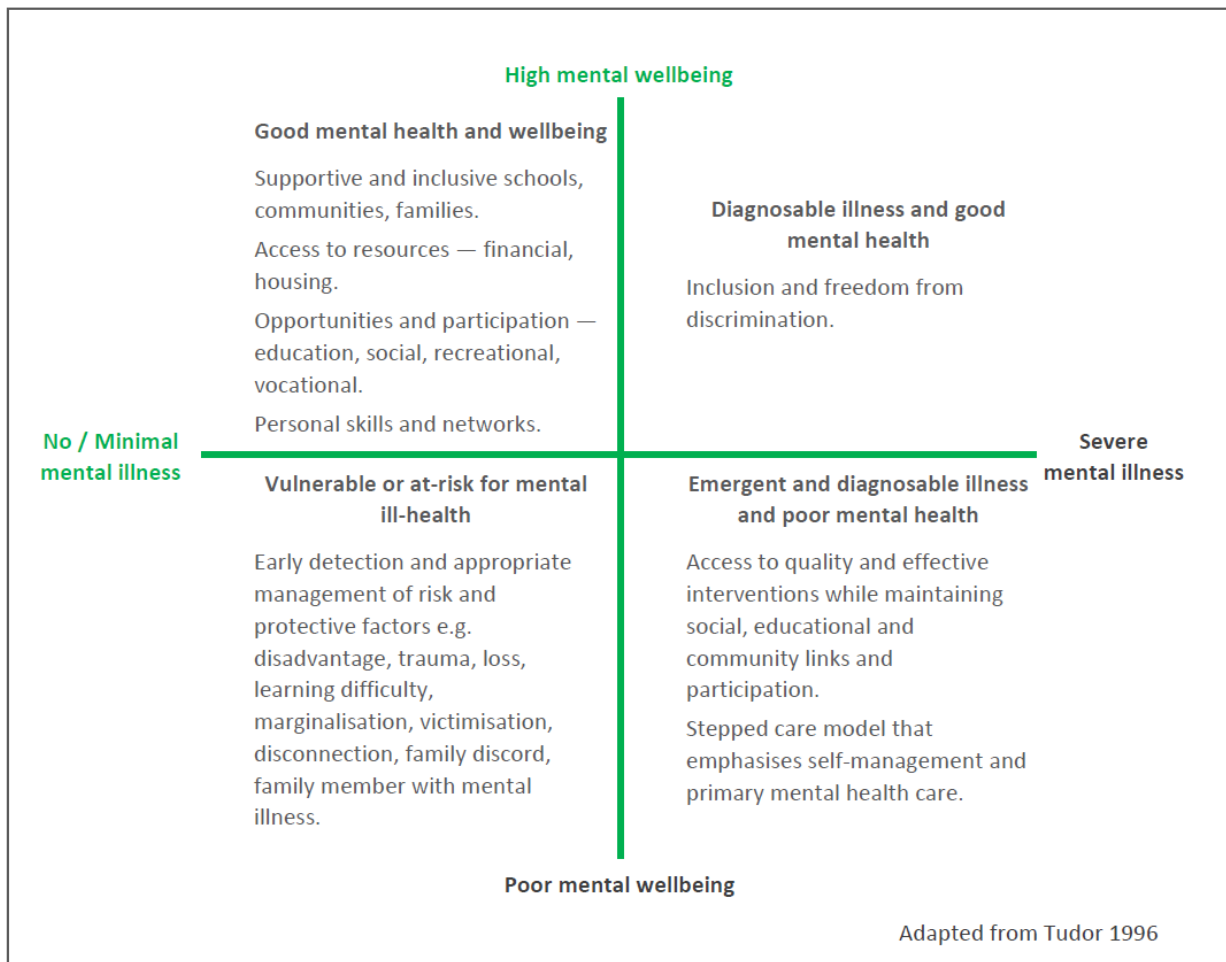 High mental wellbeing
Good mental health and wellbeing
Supportive and inclusive schools,
communities, families.
Access to resources — financial,
housing.
Opportunities and participation —
education, social, recreational,
vocational.
Personal skills and networks.
Diagnosable illness and good
mental health
Inclusion and freedom from
discrimination.
No / Minimal
mental illness
Severe
mental illness
Vulnerable or at-risk for mental
ill-health
Early detection and appropriate
management of risk and
protective factors e.g.
disadvantage, trauma, loss,
learning difficulty,
marginalisation, victimisation,
disconnection, family discord,
family member with mental
illness.
Emergent and diagnosable illness
and poor mental health
Access to quality and effective
interventions while maintaining
social, educational and
community links and
participation.
Stepped care model that
emphasises self-management and
primary mental health care.
Poor mental wellbeing
Adapted from Tudor 1996